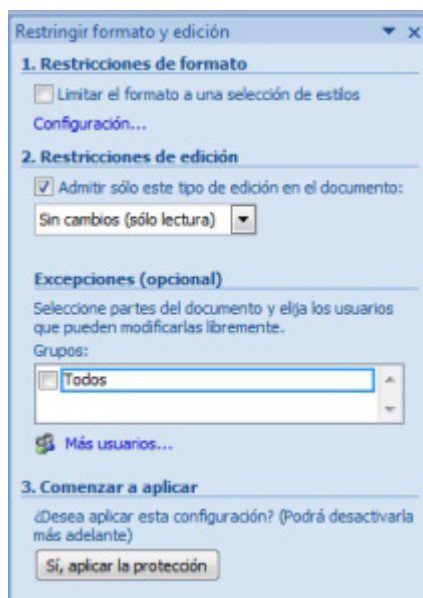 Restringir formato y edición
1. Restricciones de formato
Limitar el formato a una selección de estilos
Configuración...
2. Restricciones de edición
Admitir sólo este tipo de edición en el documento:
Sin cambios (sólo lectura)
Excepciones (opcional)
Seleccione partes del documento y elija los usuarios
que pueden modificarlas libremente.
Grupos:
Todos
Más usuarios...
3. Comenzar a aplicar
¿Desea aplicar esta configuración? (Podrá desactivarla
más adelante)
Sí, aplicar la protección